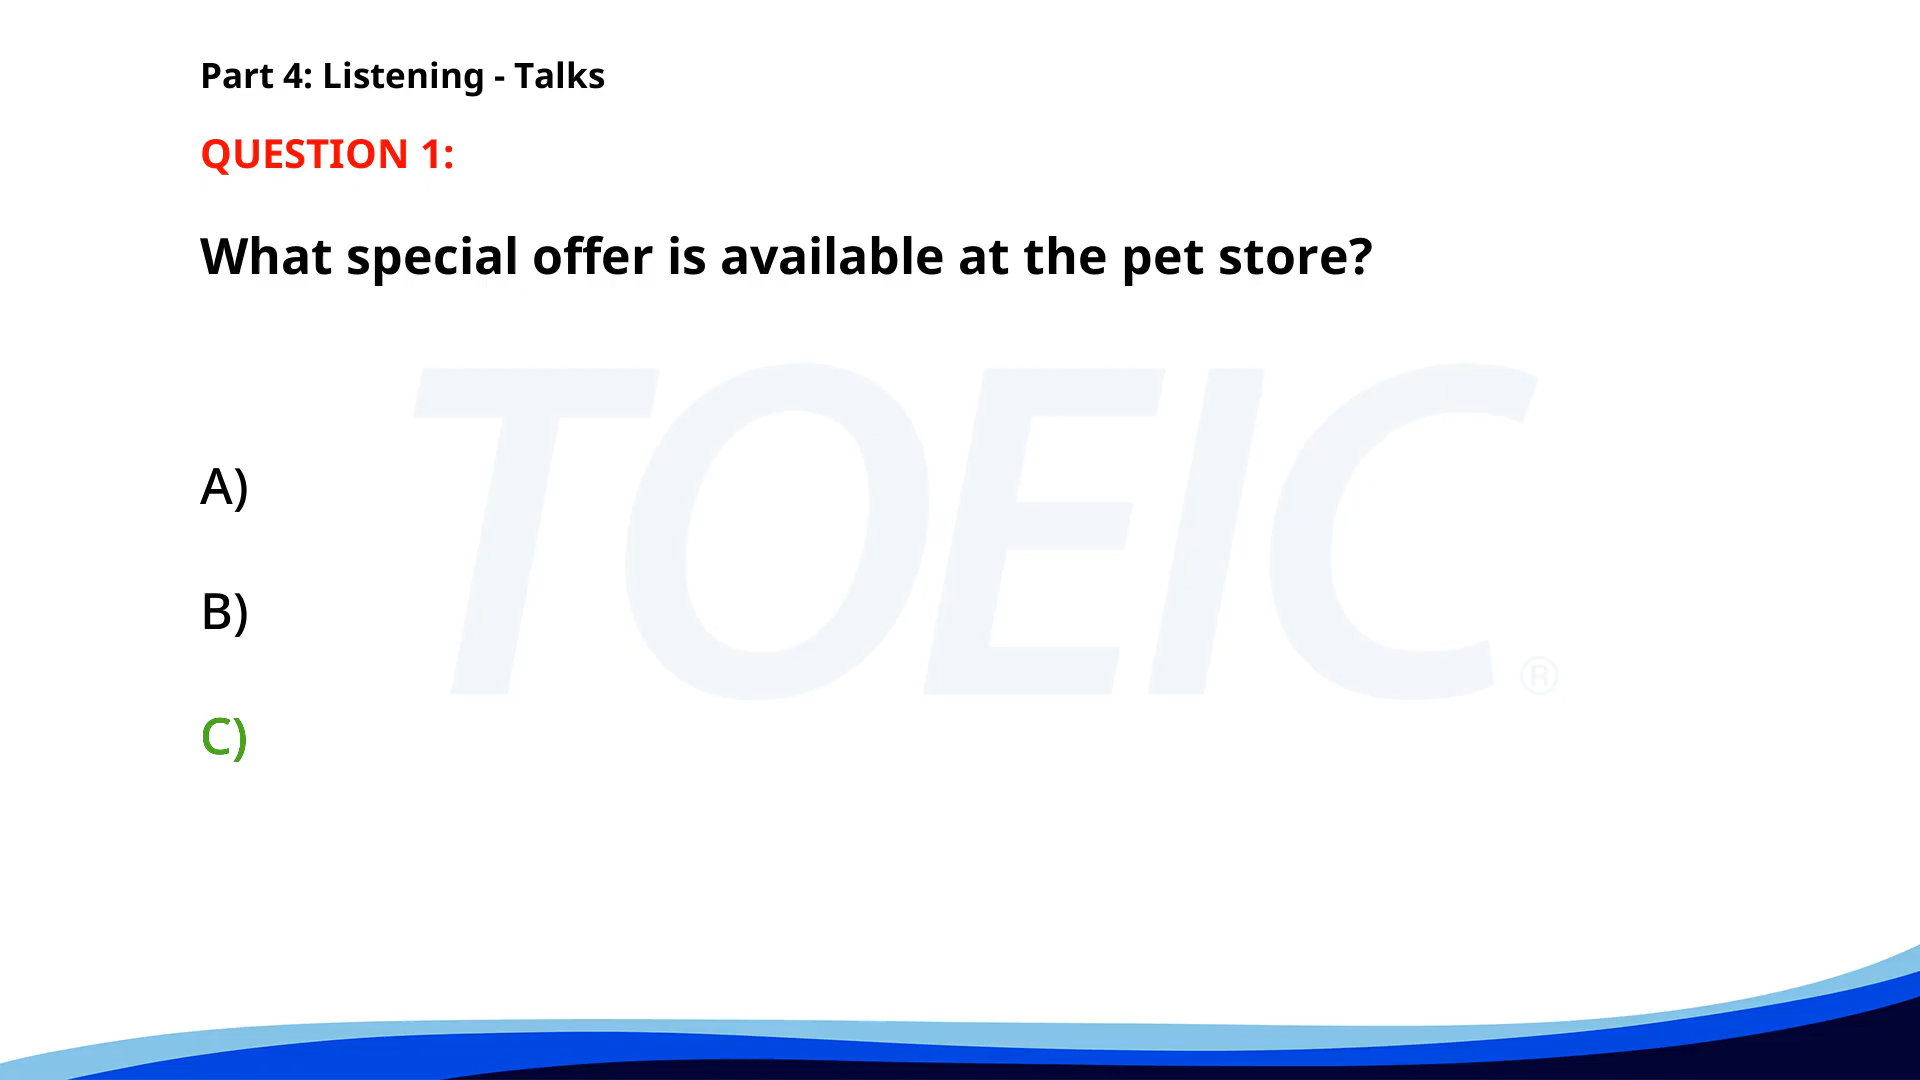 Part 4: Listening - Talks
QUESTION 1:
What special offer is available at the pet store?
TOEIC®
A)
B)
C)